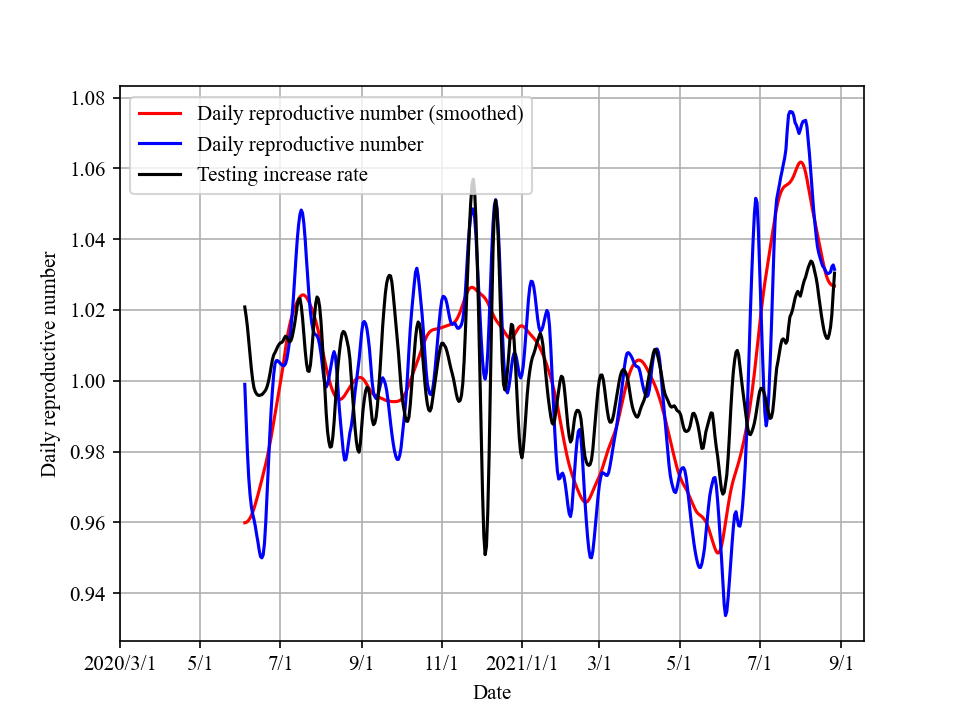 Daily reproductive number (smoothed)
Daily reproductive number
Testing increase rate
Daily reproductive number
1.08
1.06
1.04
1.02
1.00
0.98
0.96
0.94
2020/3/1 5/1 7/1 9/1 11/1 2021/1/1 3/1 5/1 7/1 9/1
Date